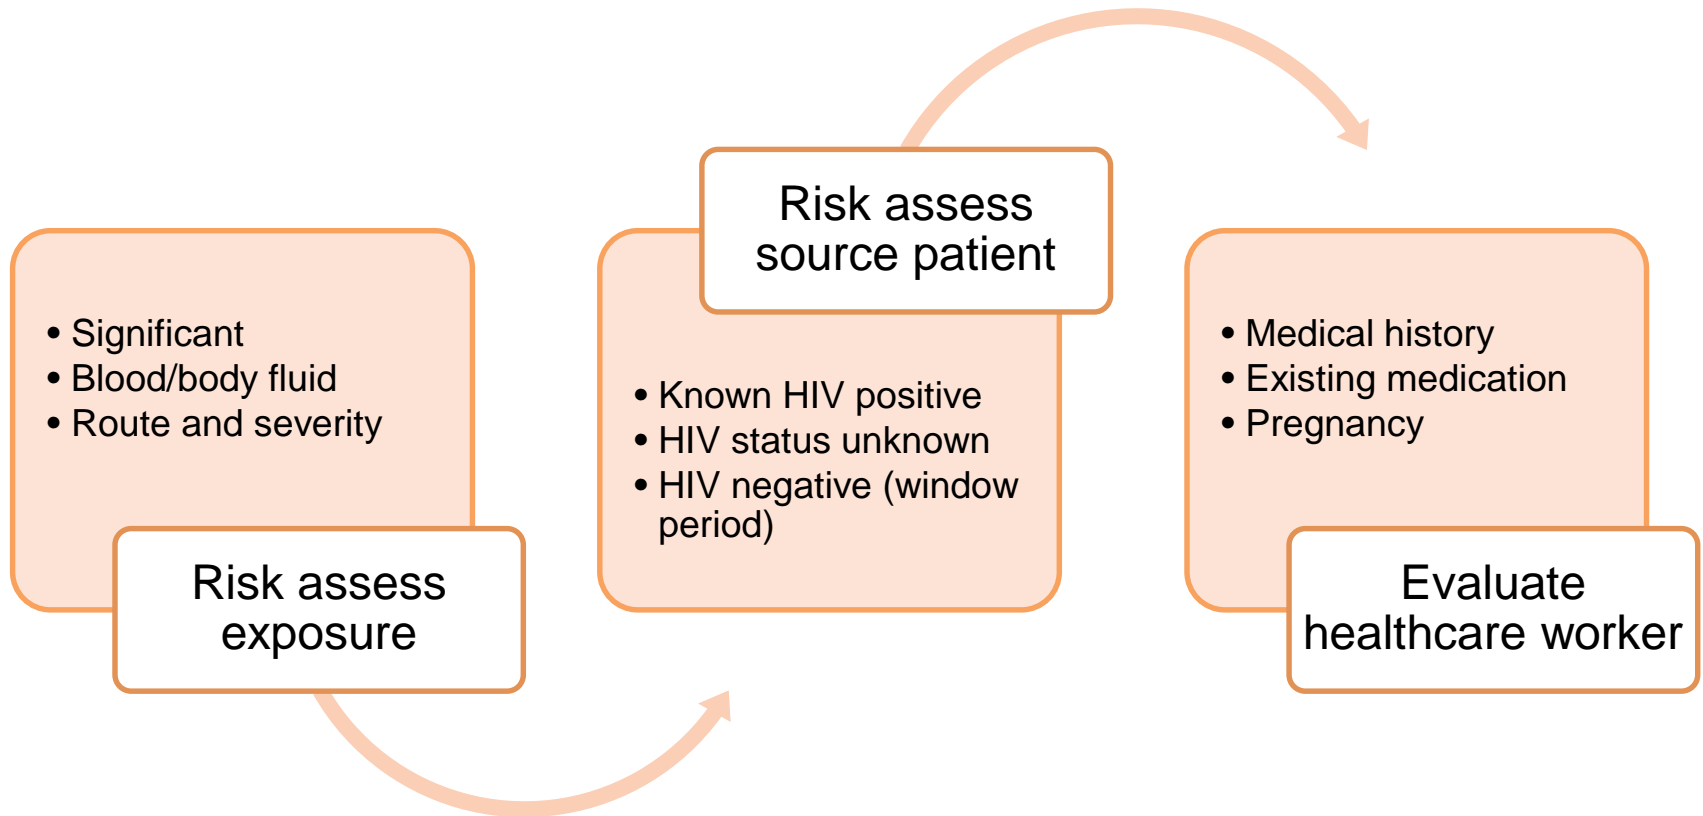 • Significant
• Blood/body fluid
• Route and severity
Risk assess
exposure
Risk assess
source patient
• Known HIV positive
• HIV status unknown
• HIV negative (window
period)
• Medical history
• Existing medication
• Pregnancy
Evaluate
healthcare worker